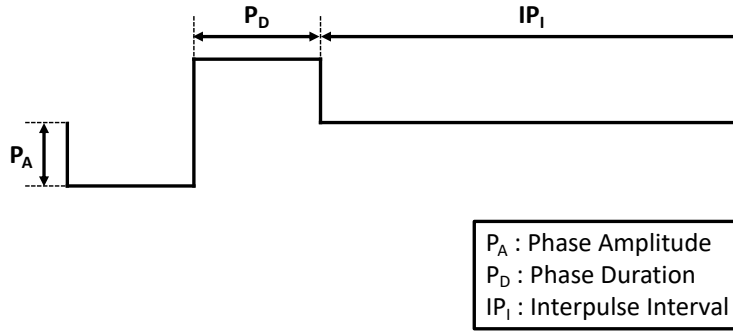 P_D IP_I
P_A
P_A : Phase Amplitude
P_D : Phase Duration
IP_I : Interpulse Interval